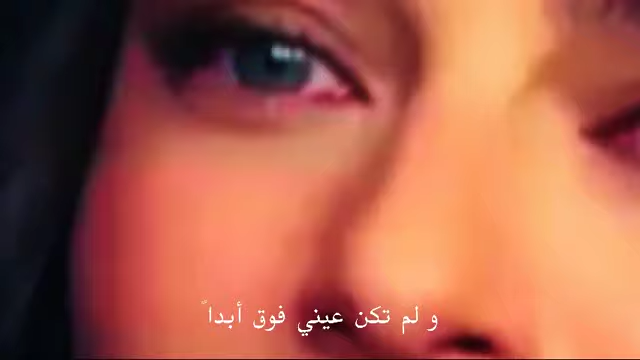 و لم تكن عيني فوق أبدا ً